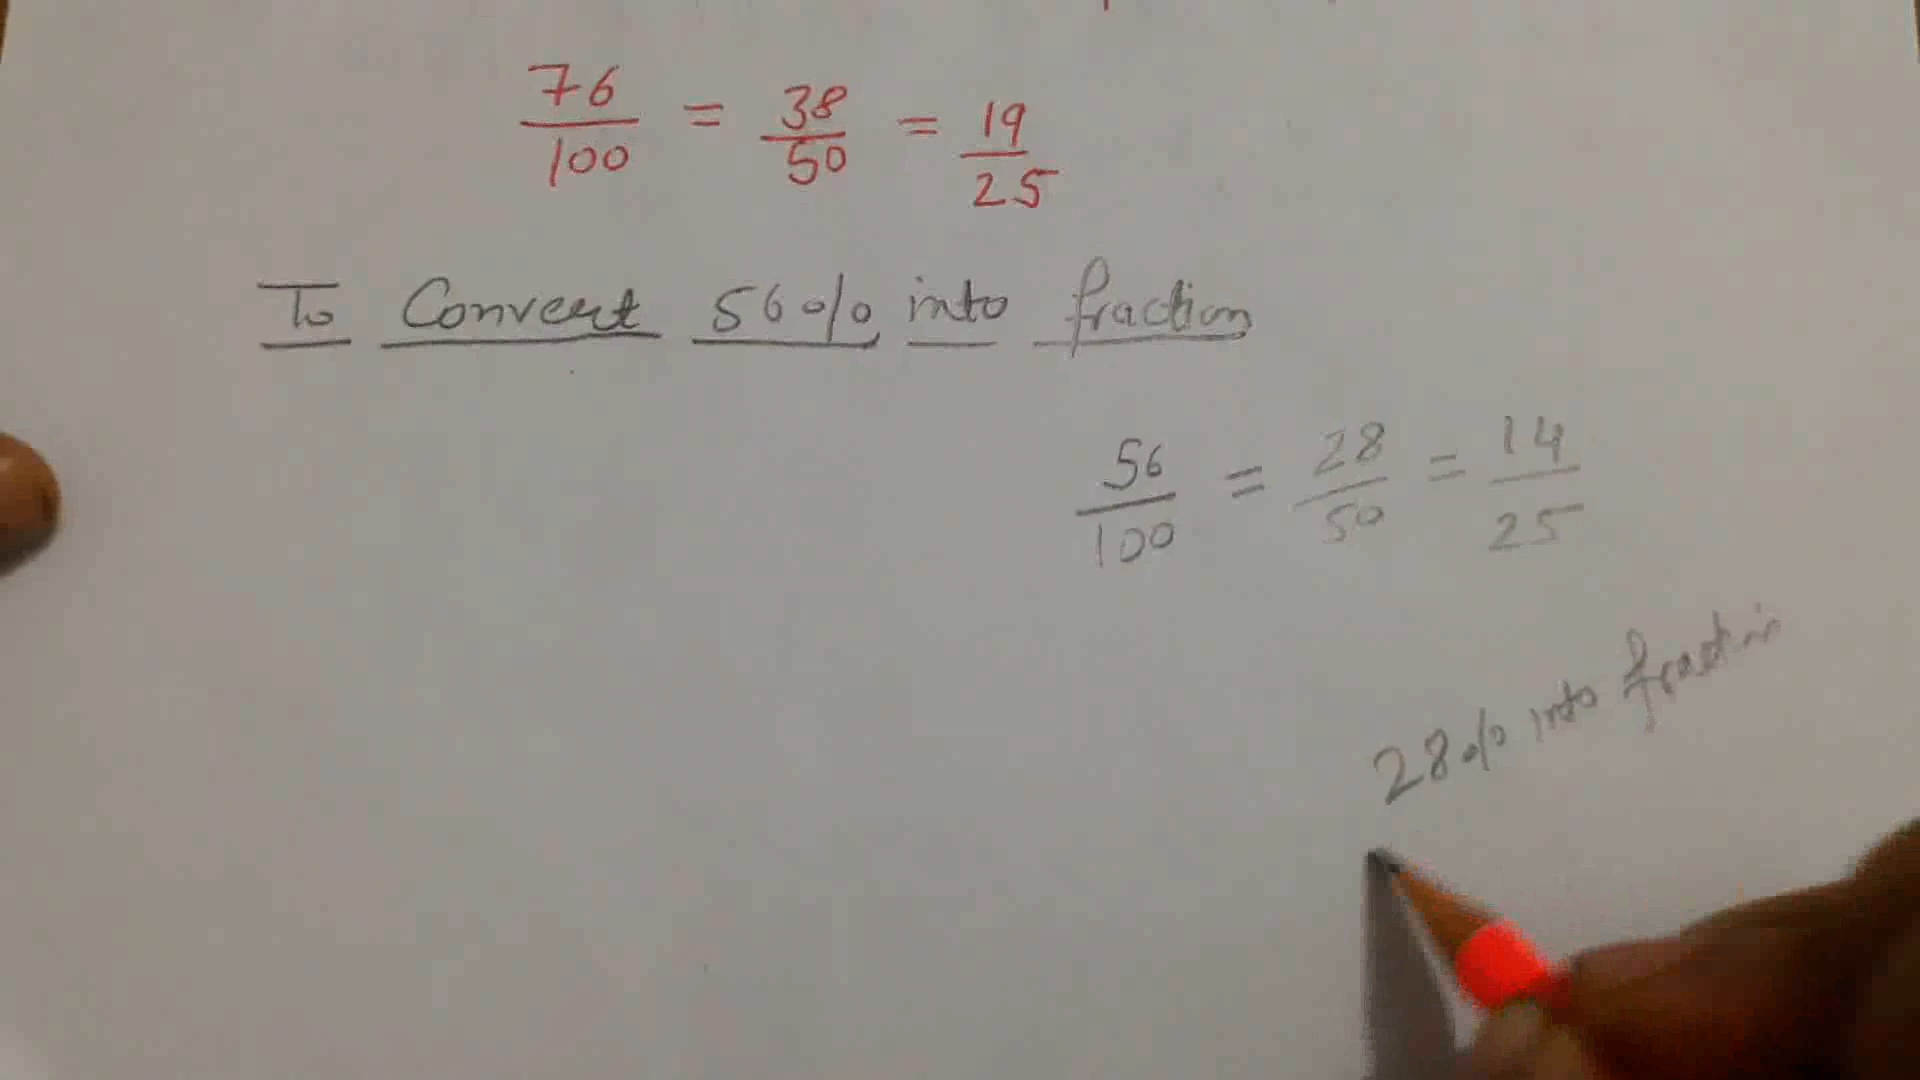 76/100 = 38/50 = 19/25
To Convert 56% into fraction
56/100 = 28/50 = 14/25
28% into fraction